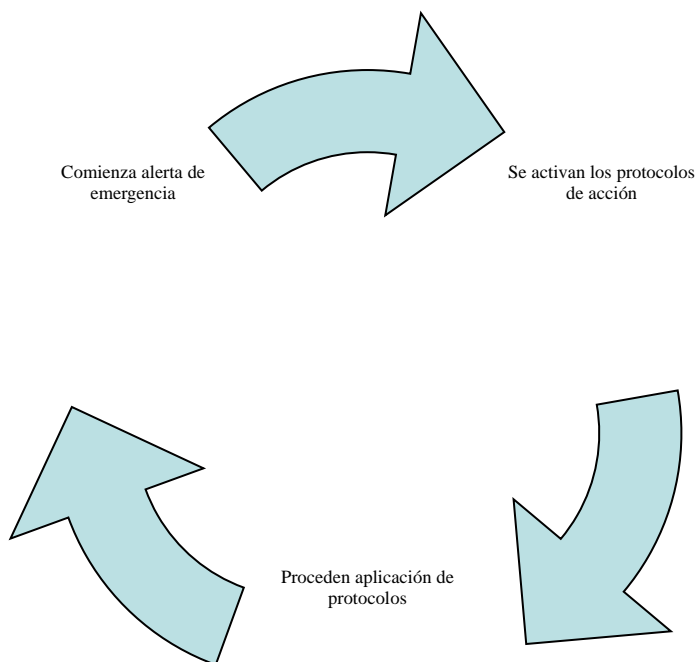 Comienza alerta de
emergencia
Se activan los protocolos
de acción
Proceden aplicación de
protocolos